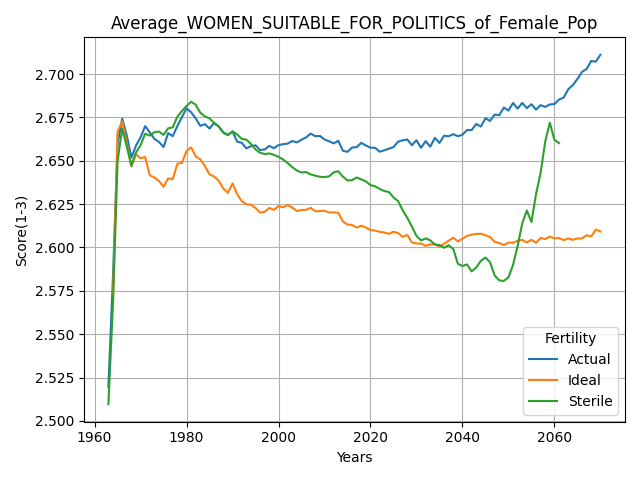 Average_WOMEN_SUITABLE_FOR_POLITICS_of_Female_Pop
2.700
2.675
2.650
2.625
2.600
2.575
2.550
2.525
2.500
Score(1-3)
Fertility
Actual
Ideal
Sterile
1960 1980 2000 2020 2040 2060
Years